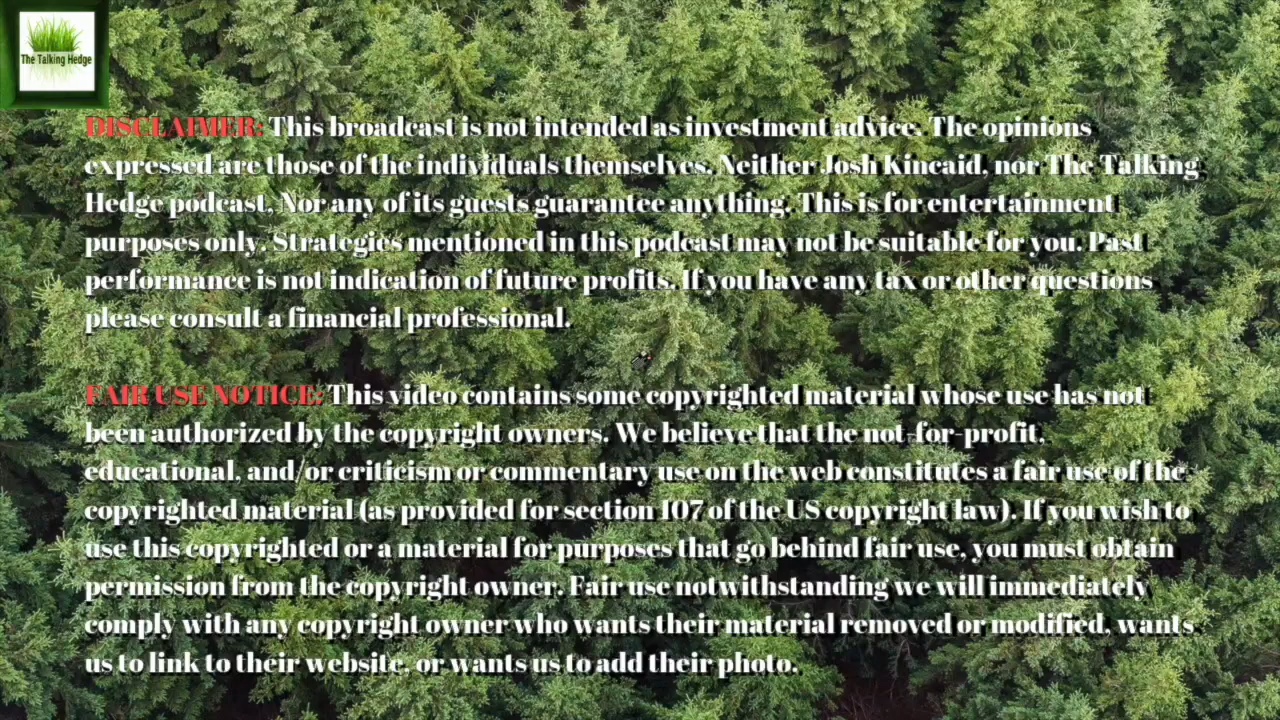 The Talking Hedge
DISCLAIMER: This broadcast is not intended as investment advice. The opinions
expressed are those of the individuals themselves. Neither Josh Kincaid, nor The Talking
Hedge podcast, Nor any of its guests guarantee anything. This is for entertainment
purposes only. Strategies mentioned in this podcast may not be suitable for you. Past
performance is not indication of future profits. If you have any tax or other questions
please consult a financial professional.
FAIR USE NOTICE: This video contains some copyrighted material whose use has not
been authorized by the copyright owners. We believe that the not-for-profit,
educational, and/or criticism or commentary use on the web constitutes a fair use of the
copyrighted material (as provided for section 107 of the US copyright law). If you wish to
use this copyrighted or a material for purposes that go behind fair use, you must obtain
permission from the copyright owner. Fair use notwithstanding we will immediately
comply with any copyright owner who wants their material removed or modified, wants
us to link to their website, or wants us to add their photo.